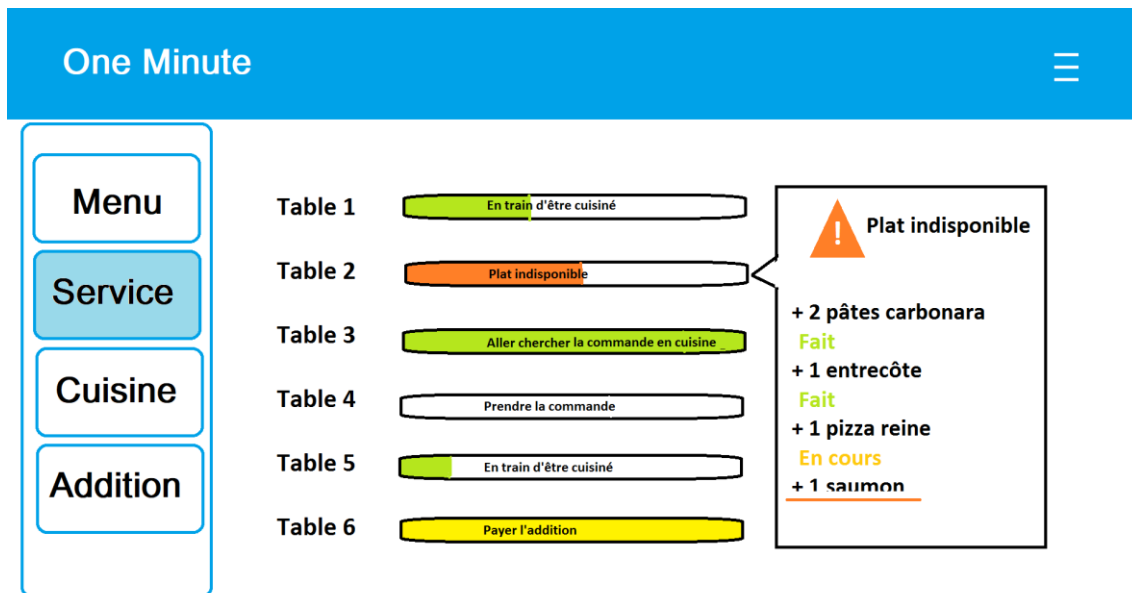 One Minute
Menu
Service
Cuisine
Addition
Table 1
En train d'être cuisiné
Table 2
Plat indisponible
Table 3
Aller chercher la commande en cuisine
Table 4
Prendre la commande
Table 5
En train d'être cuisiné
Table 6
Payer l'addition
!
Plat indisponible
+ 2 pâtes carbonara
Fait
+ 1 entrecôte
Fait
+ 1 pizza reine
En cours
+ 1 saumon